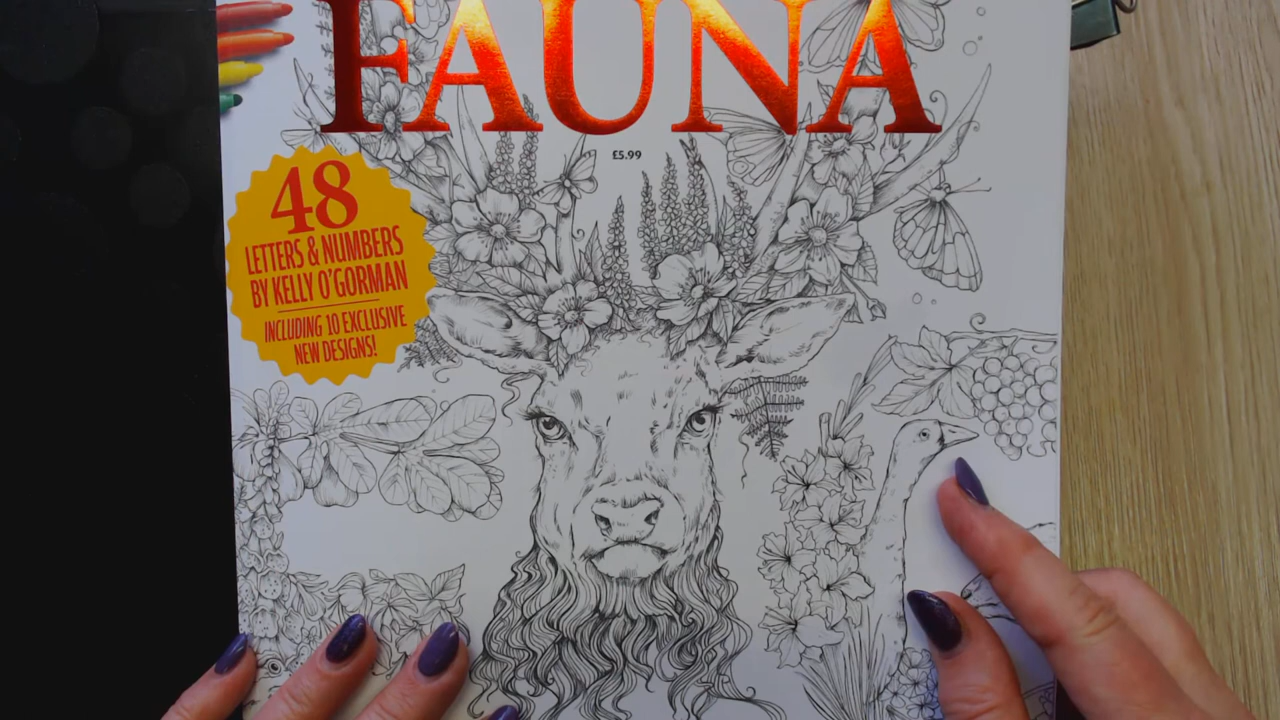 FAUNA
£5.99
48
LETTERS & NUMBERS
BY KELLY O'GORMAN
INCLUDING 10 EXCLUSIVE
NEW DESIGNS!